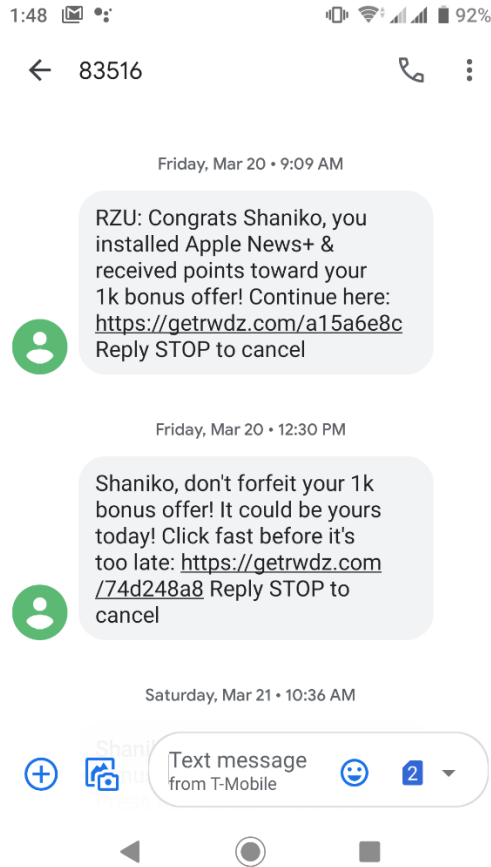 1:48 92%
83516
Friday, Mar 20 • 9:09 AM
RZU: Congrats Shaniko, you
installed Apple News+ &
received points toward your
1k bonus offer! Continue here:
https://getrwdz.com/a15a6e8c
Reply STOP to cancel
Friday, Mar 20 • 12:30 PM
Shaniko, don't forfeit your 1k
bonus offer! It could be yours
today! Click fast before it's
too late: https://getrwdz.com
/74d248a8 Reply STOP to
cancel
Saturday, Mar 21 • 10:36 AM
Text message
from T-Mobile
2